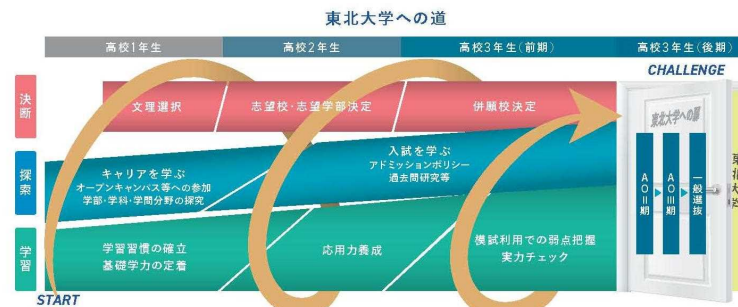 東北大学への道
高校1年生
高校2年生
高校3年生(前期)
高校3年生(後期)
CHALLENGE
決断
文理選択
志望校・志望学部決定
併願校決定
探索
キャリアを学ぶ
オープンキャンパス等への参加
学部・学科・学問分野の探究
入試を学ぶ
アドミッションポリシー
過去問研究等
学習
学習習慣の確立
基礎学力の定着
応用力養成
模試利用での弱点把握
実力チェック
START
東北大学への扉
AOⅡ期
AOⅢ期
一般選抜
東北大